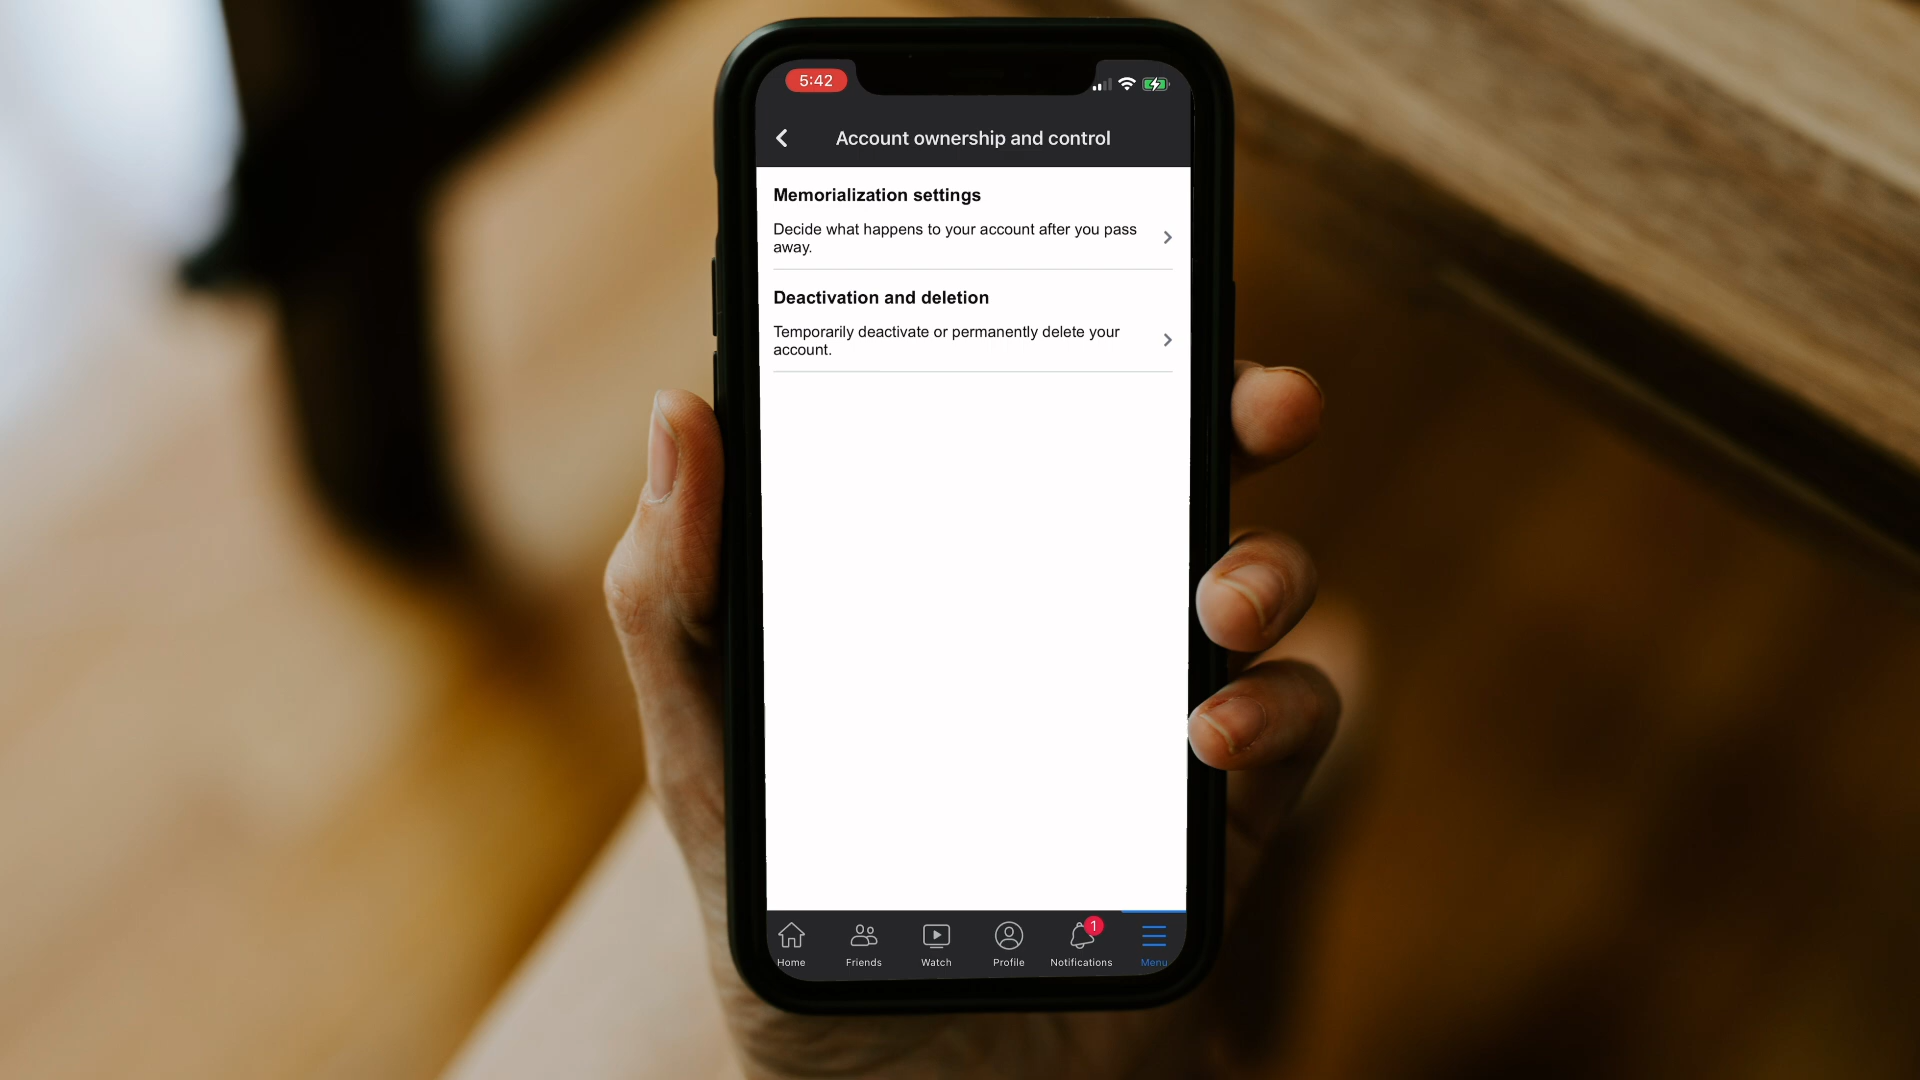 5:42
Account ownership and control
Memorialization settings
Decide what happens to your account after you pass
away.
Deactivation and deletion
Temporarily deactivate or permanently delete your
account.
1
Home Friends Watch Profile Notifications Menu